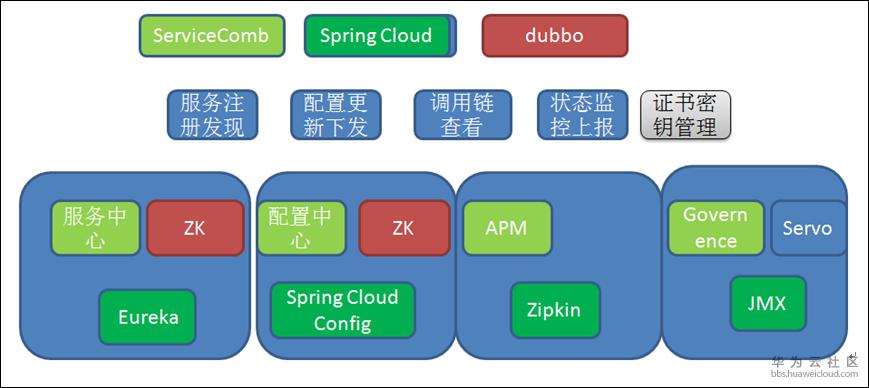 ServiceComb
Spring Cloud
dubbo
服务注
册发现
配置更
新下发
调用链
查看
状态监
控上报
证书密
钥管理
服务中
心
ZK
Eureka
配置中
心
ZK
Spring Cloud
Config
APM
Zipkin
Govern
ence
Servo
JMX
华为云社区
bbs.huaweicloud.com